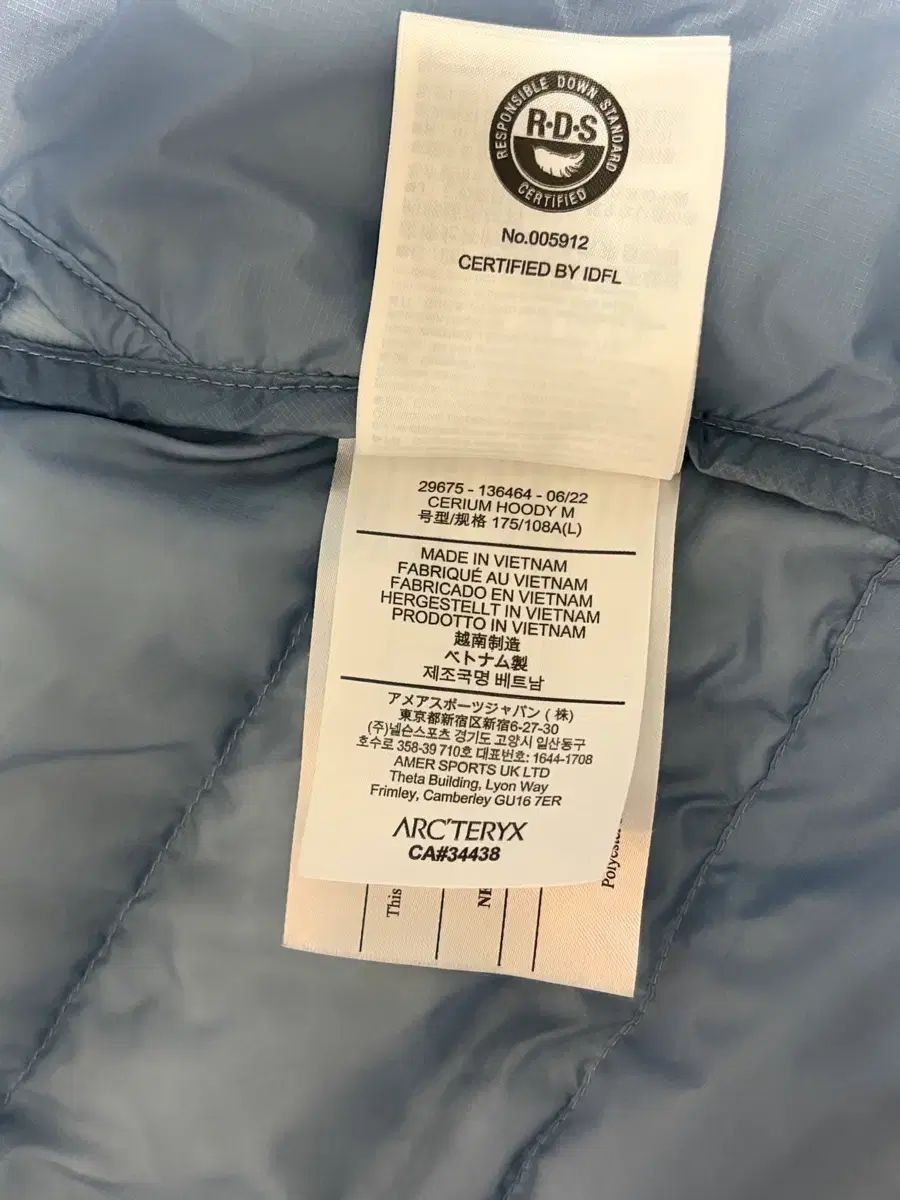 RESPONSIBLE DOWN STANDARD
R·D·S
CERTIFIED
No.005912
CERTIFIED BY IDFL
29675 - 136464 - 06/22
CERIUM HOODY M
号型/规格 175/108A(L)
MADE IN VIETNAM
FABRIQUÉ AU VIETNAM
FABRICADO EN VIETNAM
HERGESTELLT IN VIETNAM
PRODOTTO IN VIETNAM
越南制造
ベトナム製
제조국명 베트남
アメアスポーツジャパン(株)
東京都新宿区新宿6-27-30
(주)넬슨스포츠 경기도 고양시 일산동구
호수로 358-39 710호 대표번호: 1644-1708
AMER SPORTS UK LTD
Theta Building, Lyon Way
Frimley, Camberley GU16 7ER
ARC'TERYX
CA#34438
This